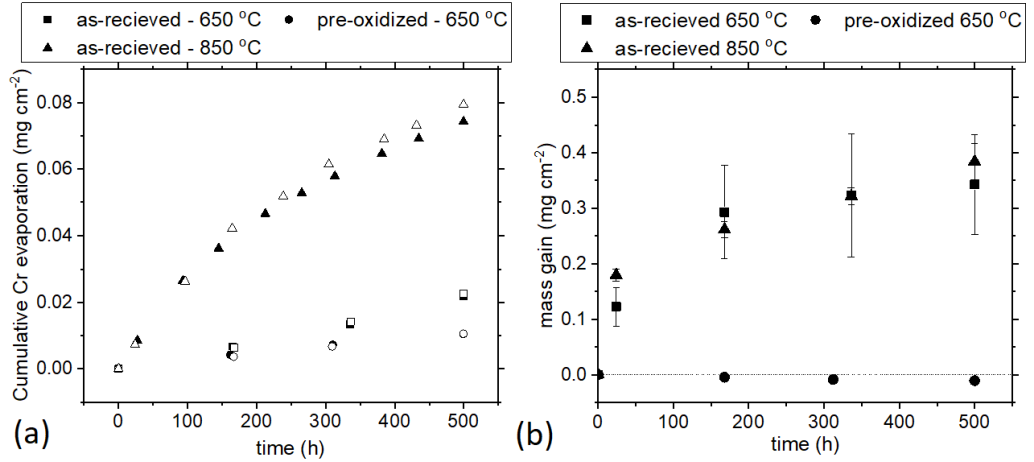 as-recieved - 650 °C
pre-oxidized - 650 °C
as-recieved - 850 °C
Cumulative Cr evaporation (mg cm⁻²)
0.08
0.06
0.04
0.02
0.00
0
100
200
300
400
500
time (h)
(a)
as-recieved 650 °C
pre-oxidized 650 °C
as-recieved 850 °C
mass gain (mg cm⁻²)
0.5
0.4
0.3
0.2
0.1
0.0
0
100
200
300
400
500
time (h)
(b)